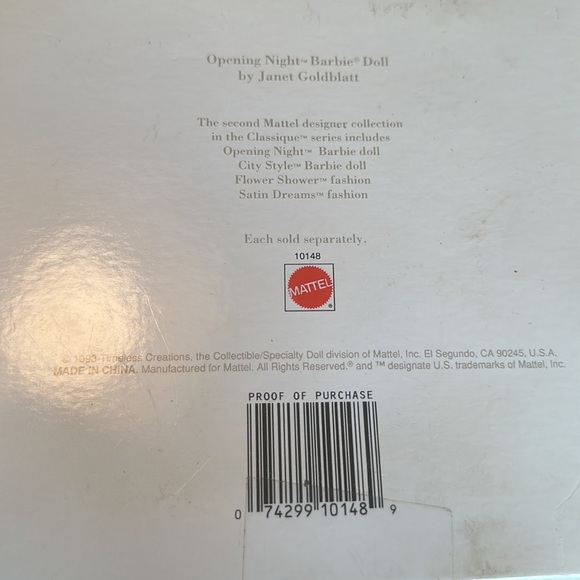 Opening Night™ Barbie® Doll
by Janet Goldblatt
The second Mattel designer collection
in the Classique™ series includes
Opening Night™ Barbie doll
City Style™ Barbie doll
Flower Shower™ fashion
Satin Dreams™ fashion
Each sold separately.
10148
MATTEL®
© 1993 Timeless Creations, the Collectible/Specialty Doll division of Mattel, Inc. El Segundo, CA 90245, U.S.A.
MADE IN CHINA. Manufactured for Mattel. All Rights Reserved.® and ™ designate U.S. trademarks of Mattel, Inc.
PROOF OF PURCHASE
0 74299 10148 9